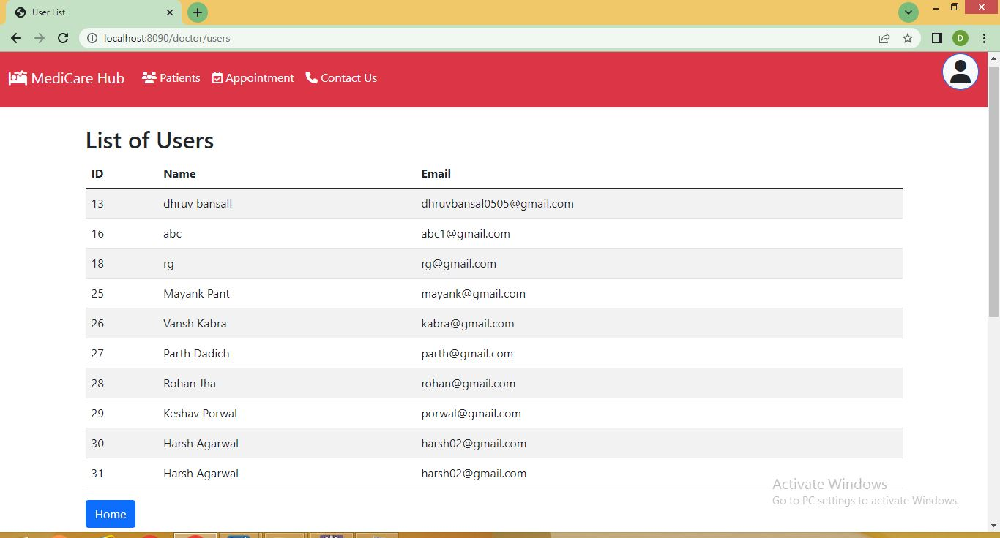 User List
localhost:8090/doctor/users
D
MediCare Hub Patients Appointment Contact Us
List of Users
ID Name Email
13 dhruv bansall dhruvbansal0505@gmail.com
16 abc abc1@gmail.com
18 rg rg@gmail.com
25 Mayank Pant mayank@gmail.com
26 Vansh Kabra kabra@gmail.com
27 Parth Dadich parth@gmail.com
28 Rohan Jha rohan@gmail.com
29 Keshav Porwal porwal@gmail.com
30 Harsh Agarwal harsh02@gmail.com
31 Harsh Agarwal harsh02@gmail.com
Activate Windows
Go to PC settings to activate Windows.
Home